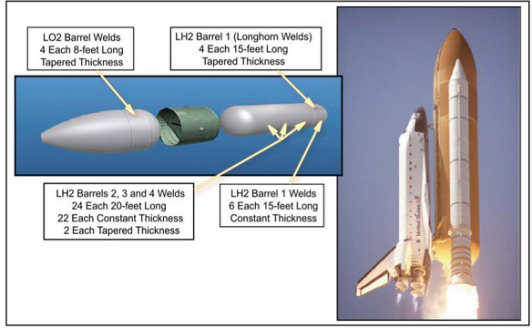 LO2 Barrel Welds
4 Each 8-feet Long
Tapered Thickness
LH2 Barrel 1 (Longhorn Welds)
4 Each 15-feet Long
Tapered Thickness
LH2 Barrels 2, 3 and 4 Welds
24 Each 20-feet Long
22 Each Constant Thickness
2 Each Tapered Thickness
LH2 Barrel 1 Welds
6 Each 15-feet Long
Constant Thickness
United States